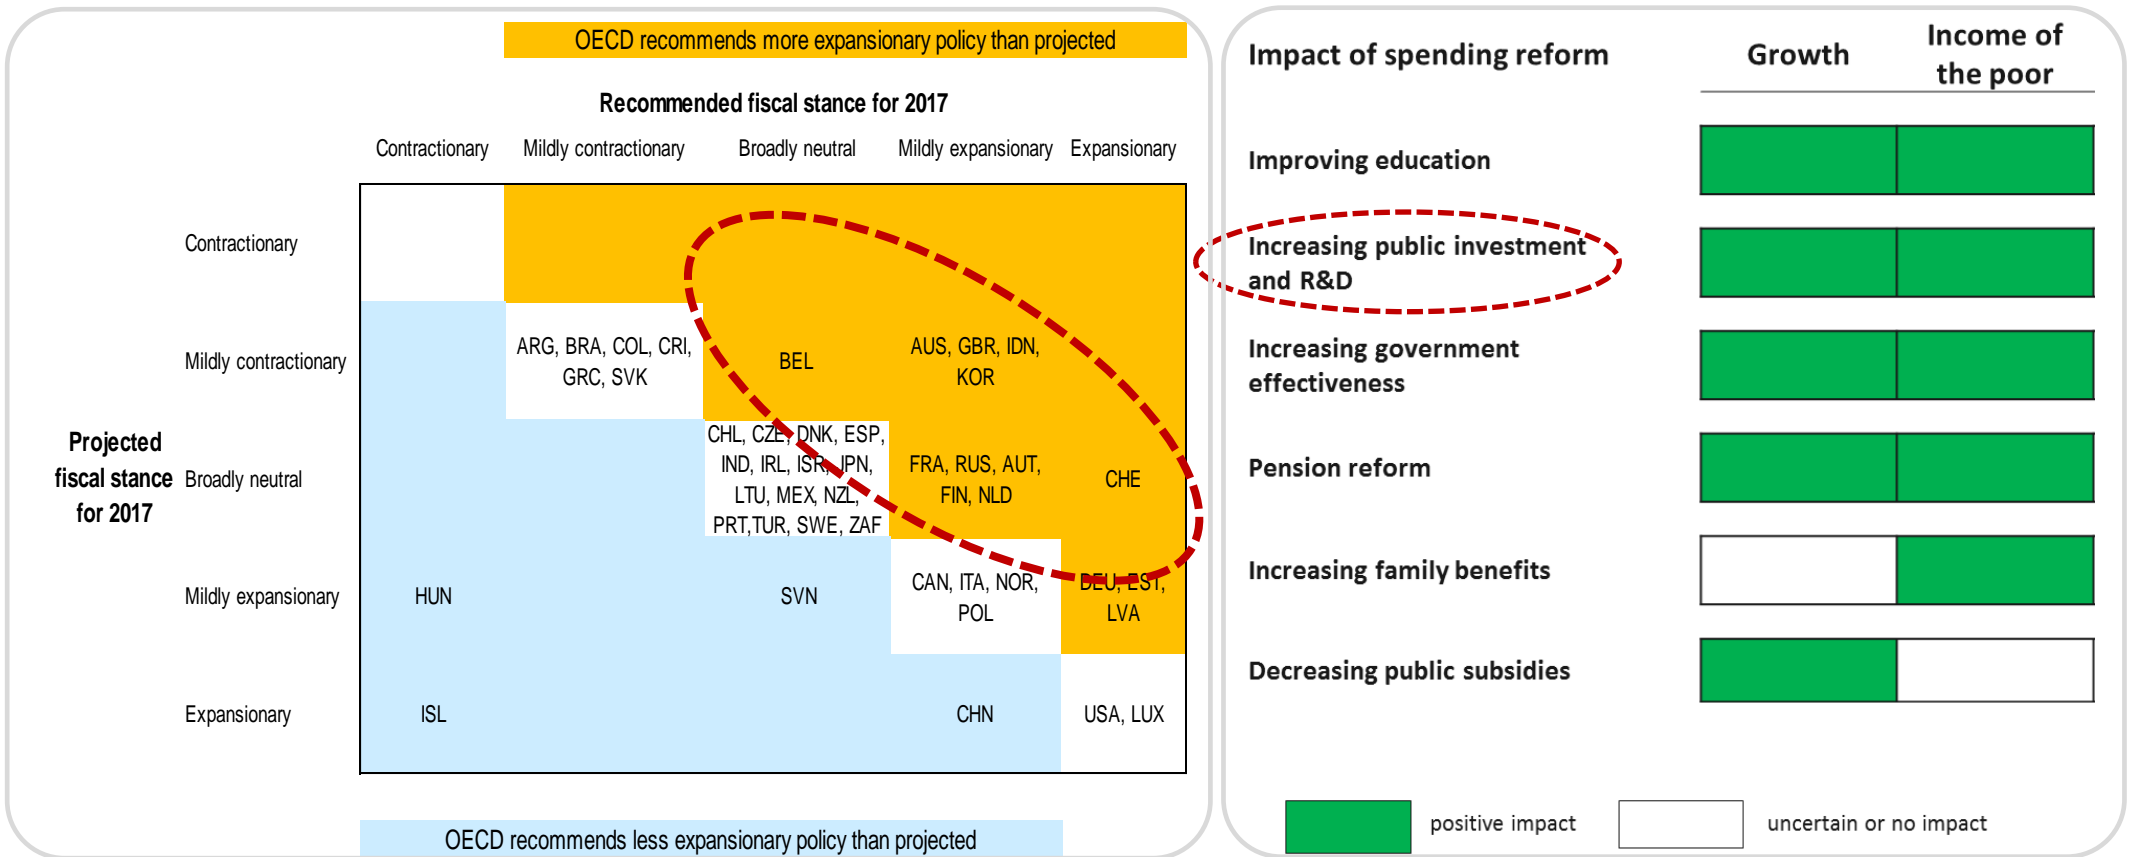 OECD recommends more expansionary policy than projected
Recommended fiscal stance for 2017
Contractionary Mildly contractionary Broadly neutral Mildly expansionary Expansionary
Contractionary
Mildly contractionary
ARG, BRA, COL, CRI,
GRC, SVK
BEL
AUS, GBR, IDN,
KOR
Projected
fiscal stance
for 2017
Broadly neutral
CHL, CZE, DNK, ESP,
IND, IRL, ISR, JPN,
LTU, MEX, NZL,
PRT,TUR, SWE, ZAF
FRA, RUS, AUT,
FIN, NLD
CHE
Mildly expansionary
HUN
SVN
CAN, ITA, NOR,
POL
DEU, EST,
LVA
Expansionary
ISL
CHN
USA, LUX
OECD recommends less expansionary policy than projected
Impact of spending reform
Growth
Income of
the poor
Improving education
Increasing public investment
and R&D
Increasing government
effectiveness
Pension reform
Increasing family benefits
Decreasing public subsidies
positive impact
uncertain or no impact